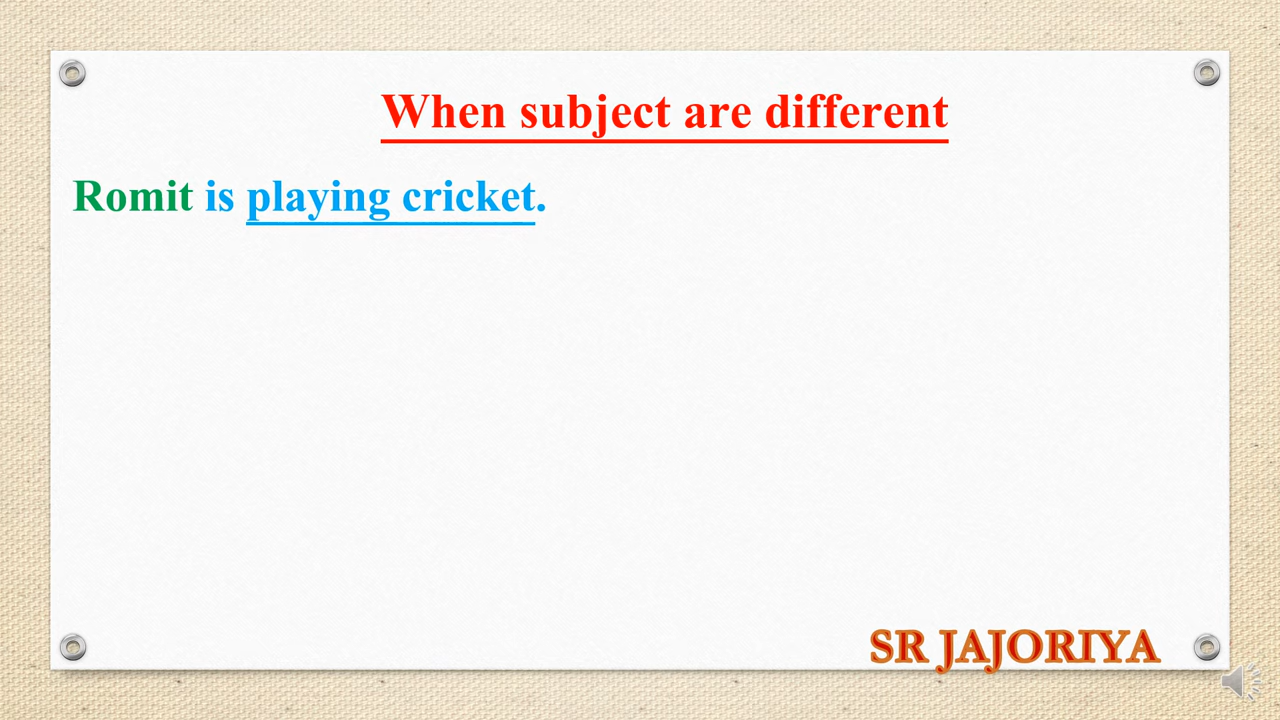 When subject are different
Romit is playing cricket.
SR JAJORIYA